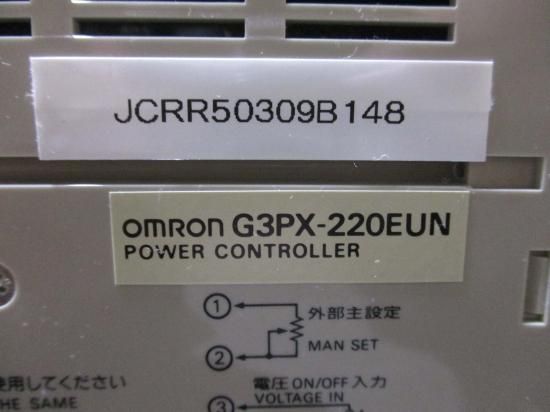 JCRR50309B148
omron G3PX-220EUN
POWER CONTROLLER
①
外部主設定
②
MAN SET
使用してください
電圧 ON/OFF 入力
THE SAME
③
VOLTAGE IN